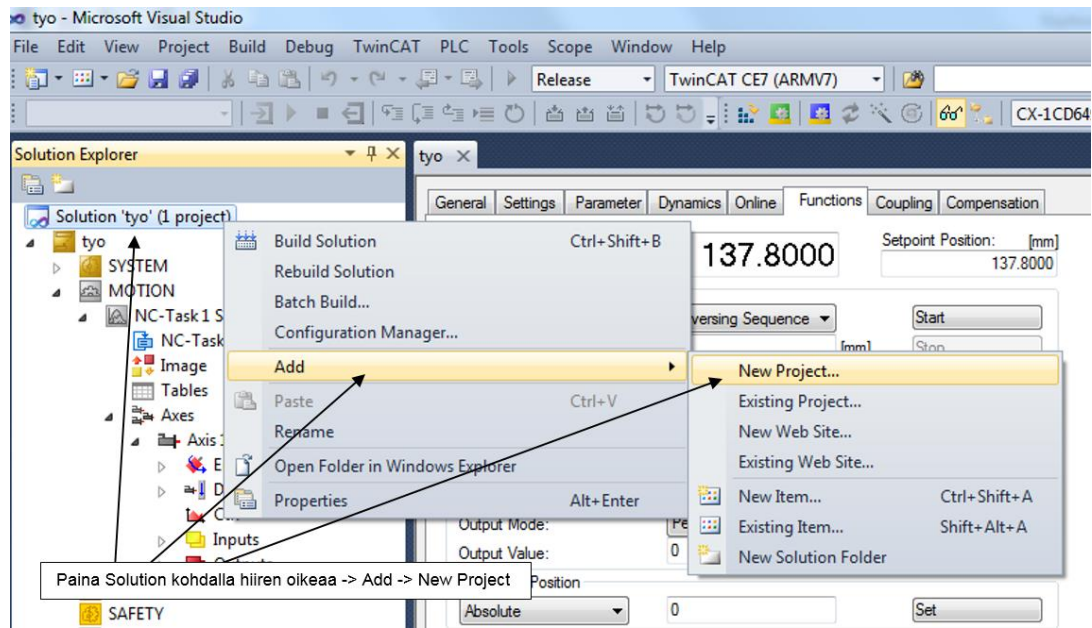 tyo - Microsoft Visual Studio
File Edit View Project Build Debug TwinCAT PLC Tools Scope Window Help
Release TwinCAT CE7 (ARMV7)
CX-1CD649
Solution Explorer
tyo
General Settings Parameter Dynamics Online Functions Coupling Compensation
Solution 'tyo' (1 project)
tyo
SYSTEM
MOTION
NC-Task 1 S
NC-Task
Image
Tables
Axes
Axis 1
E
D
Inputs
SAFETY
Build Solution Ctrl+Shift+B
Rebuild Solution
Batch Build...
Configuration Manager...
Add
Paste Ctrl+V
Rename
Open Folder in Windows Explorer
Properties Alt+Enter
137.8000
Setpoint Position: [mm]
137.8000
versing Sequence Start
[mm] Stop
New Project...
Existing Project...
New Web Site...
Existing Web Site...
New Item... Ctrl+Shift+A
Existing Item... Shift+Alt+A
New Solution Folder
Output Mode: Pe
Output Value: 0
Position
Absolute 0 Set
Paina Solution kohdalla hiiren oikeaa -> Add -> New Project